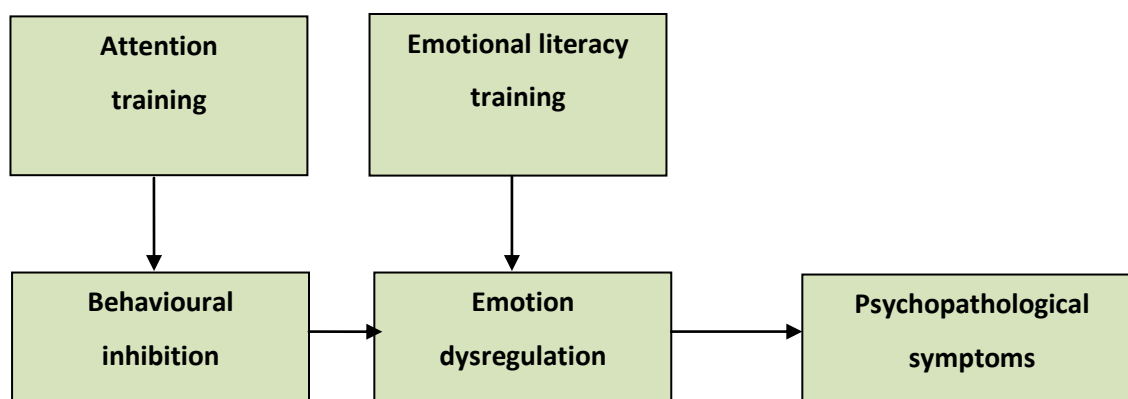 Attention
training
Emotional literacy
training
Behavioural
inhibition
Emotion
dysregulation
Psychopathological
symptoms